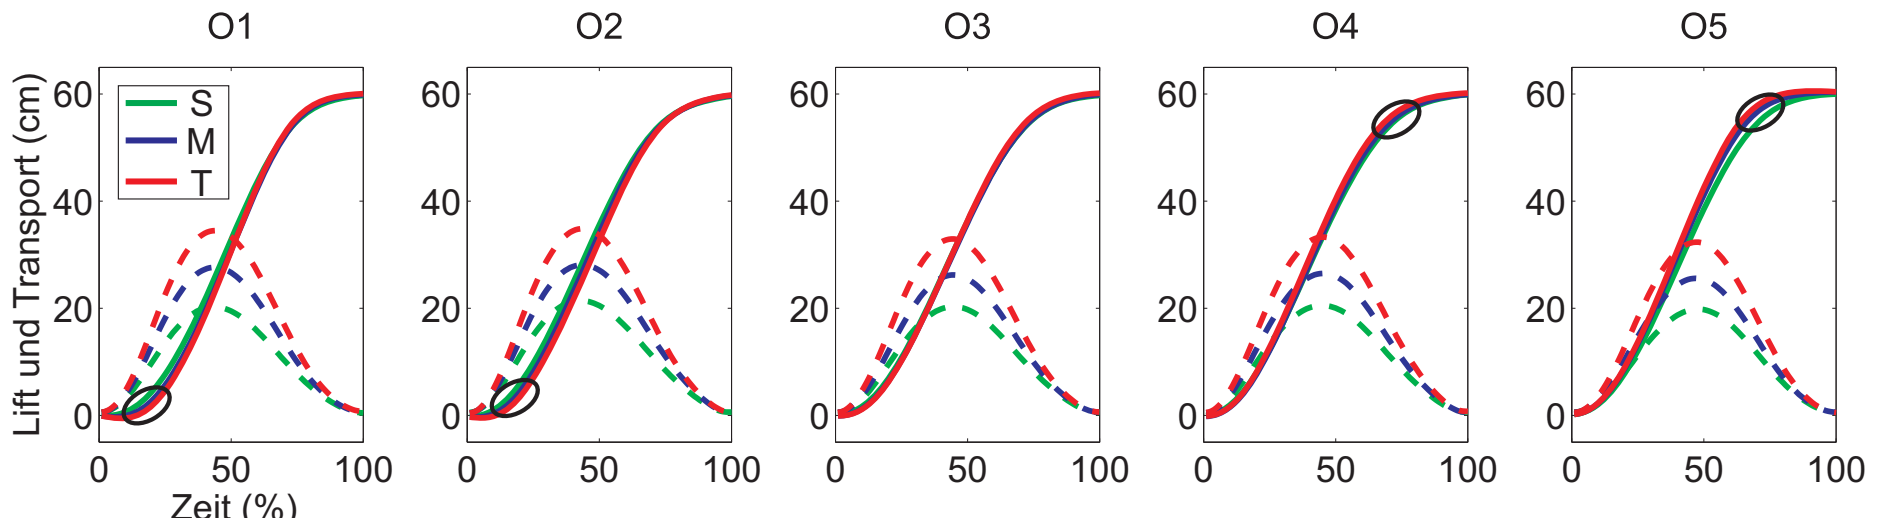 O1 O2 O3 O4 O5
Lift und Transport (cm)
60 60 60 60 60
40 40 40 40 40
20 20 20 20 20
0 0 0 0 0
S
M
T
0 50 100 0 50 100 0 50 100 0 50 100 0 50 100
Zeit (%)